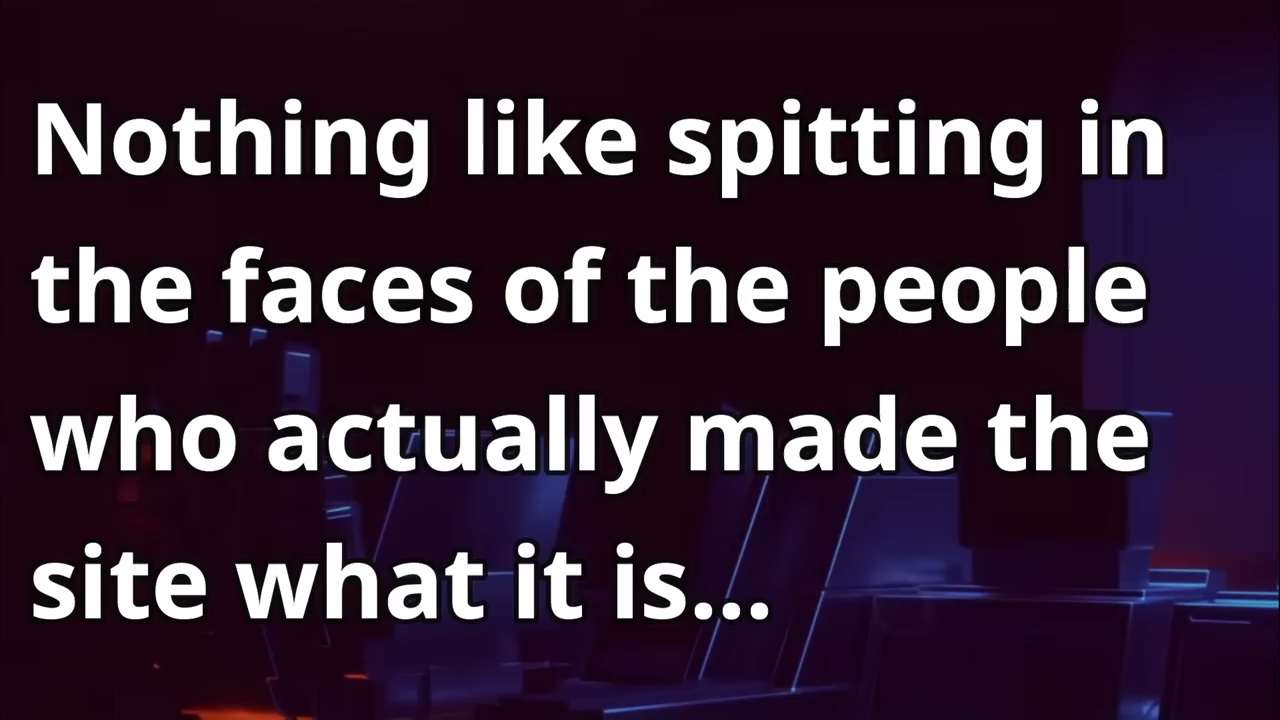 Nothing like spitting in
the faces of the people
who actually made the
site what it is...